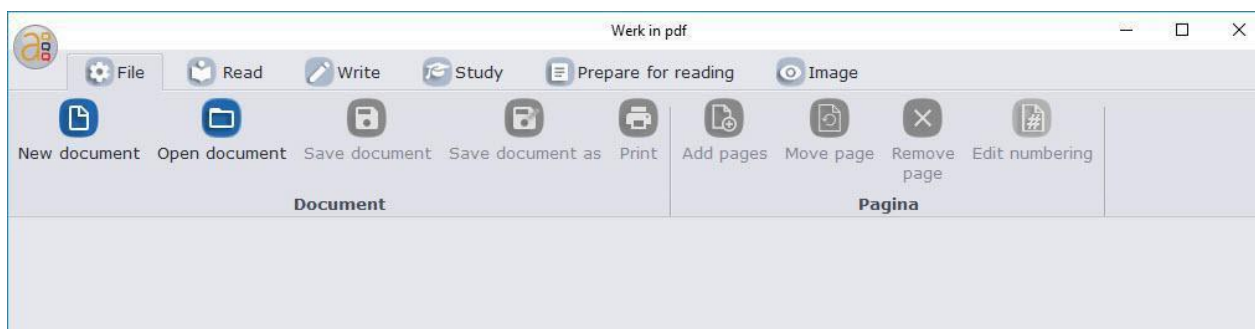 Werk in pdf
File Read Write Study Prepare for reading Image
New document Open document Save document Save document as Print Add pages Move page Remove page Edit numbering
Document Pagina